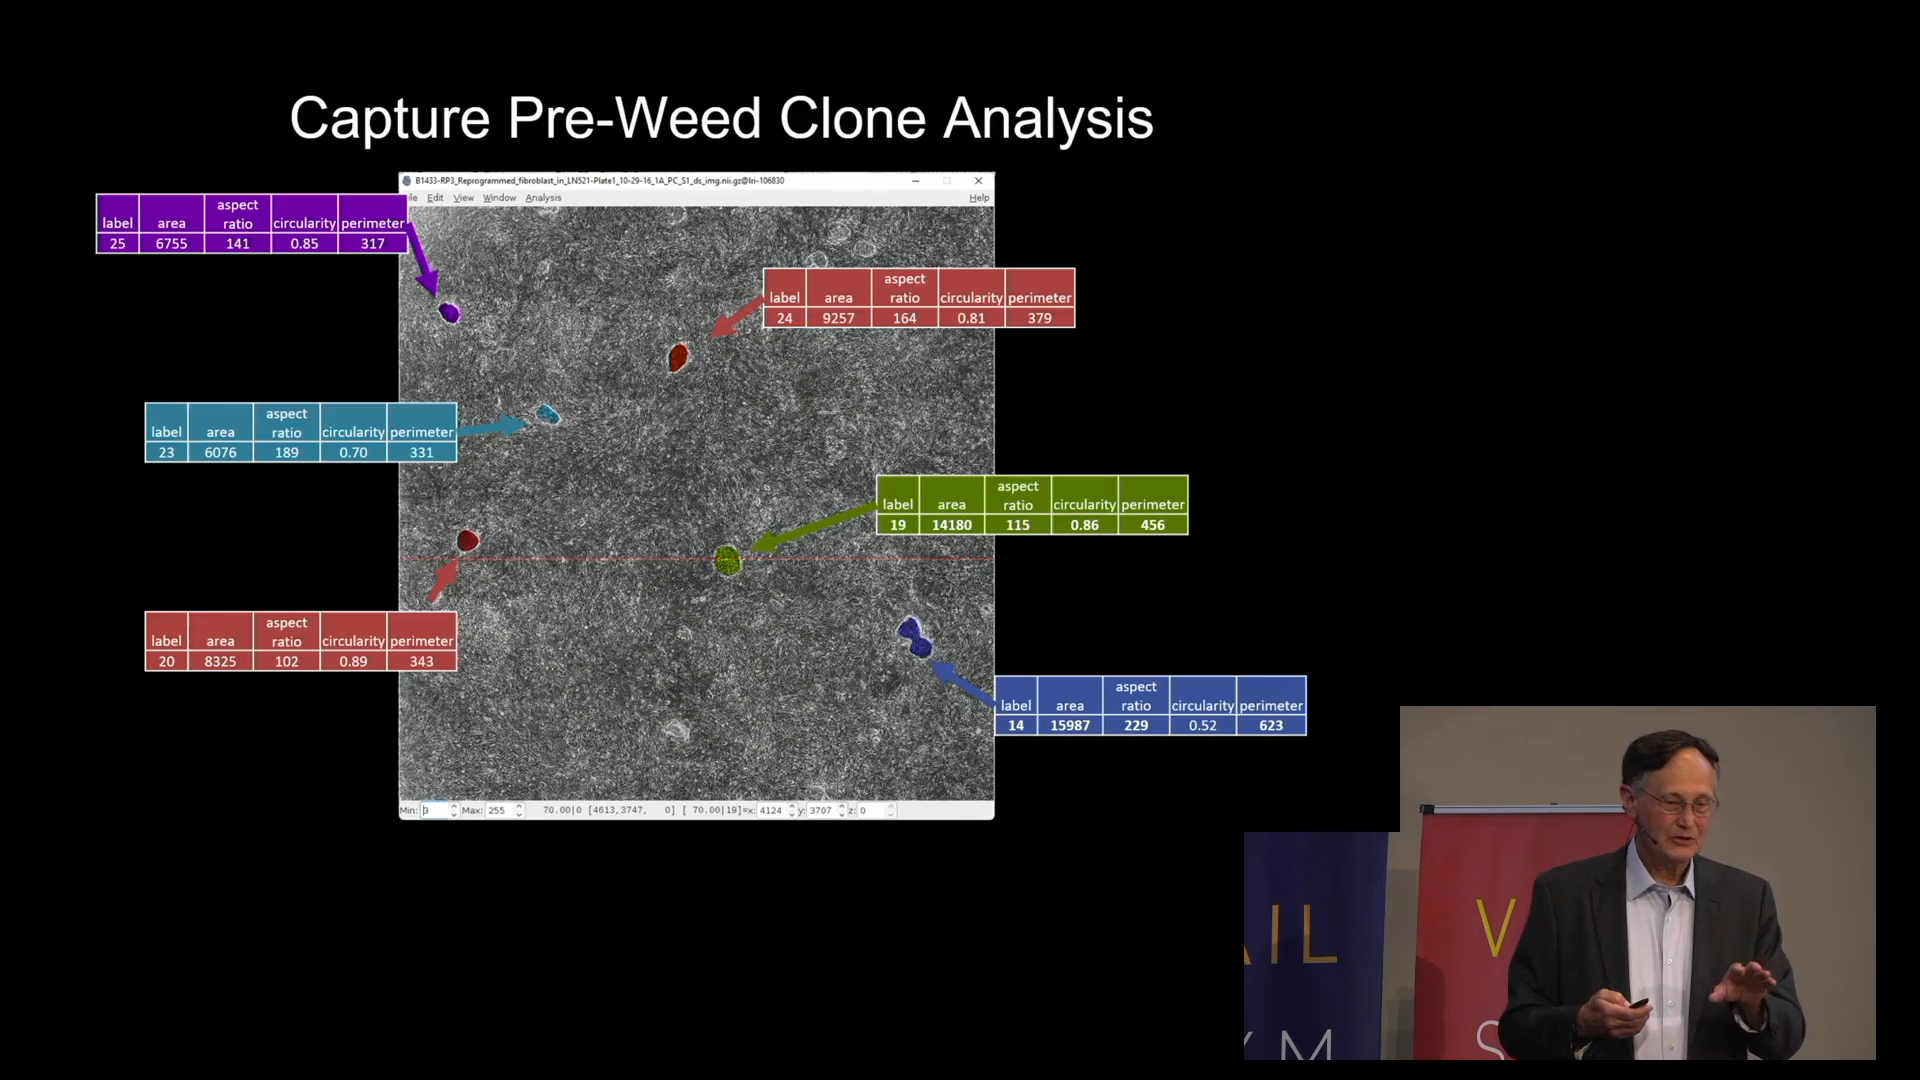 Capture Pre-Weed Clone Analysis
B1433-RP3_Reprogrammed_fibroblast_in_LN521-Plate1_10-29-16_1A_PC_S1_ds_img.nii.gz@lri-106830
ile Edit View Window Analysis Help
label area aspect ratio circularity perimeter
25 6755 141 0.85 317
label area aspect ratio circularity perimeter
24 9257 164 0.81 379
label area aspect ratio circularity perimeter
23 6076 189 0.70 331
label area aspect ratio circularity perimeter
19 14180 115 0.86 456
label area aspect ratio circularity perimeter
20 8325 102 0.89 343
label area aspect ratio circularity perimeter
14 15987 229 0.52 623
Min: 3 Max: 255 70.00|0 [4613,3747, 0] [ 70.00|19]=x: 4124 y: 3707 z: 0
AIL
YM
V
S